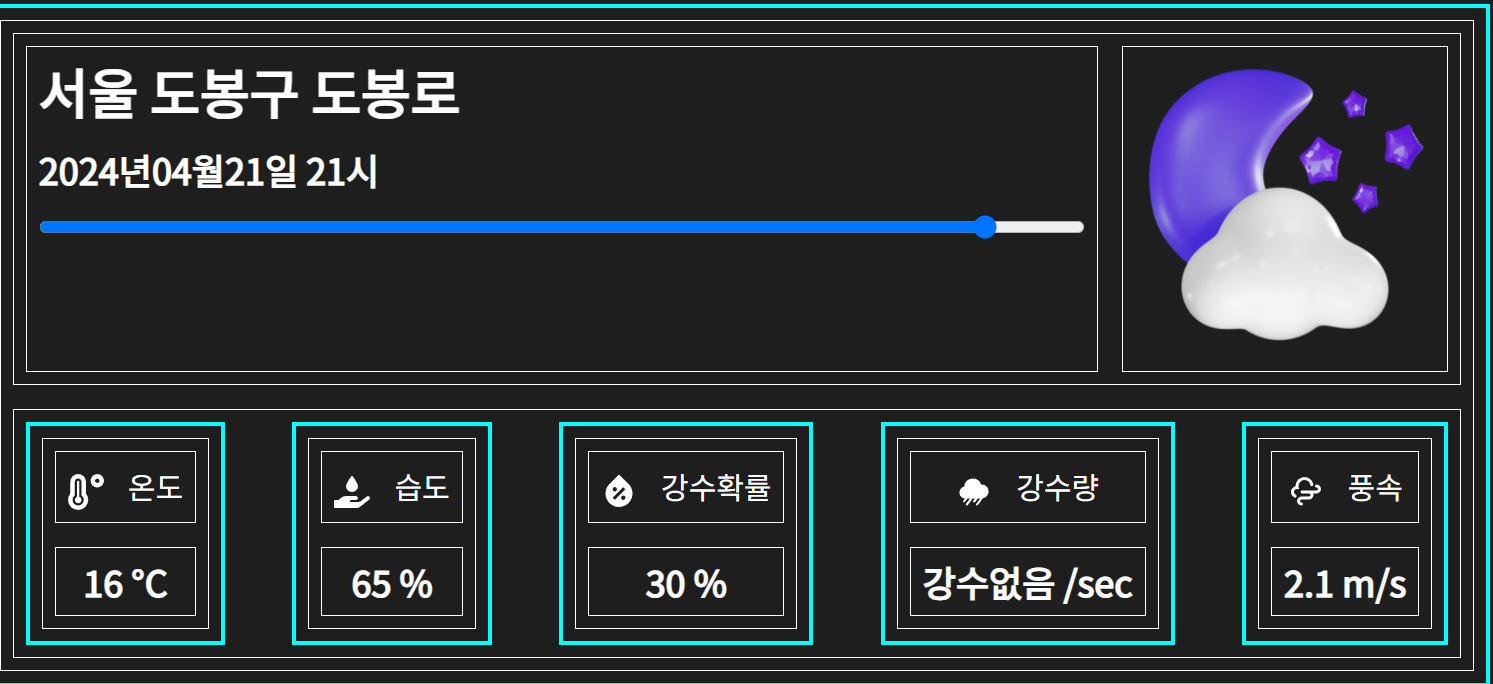 서울 도봉구 도봉로
2024년04월21일 21시
온도
습도
강수확률
강수량
풍속
16 ℃
65 %
30 %
강수없음 /sec
2.1 m/s